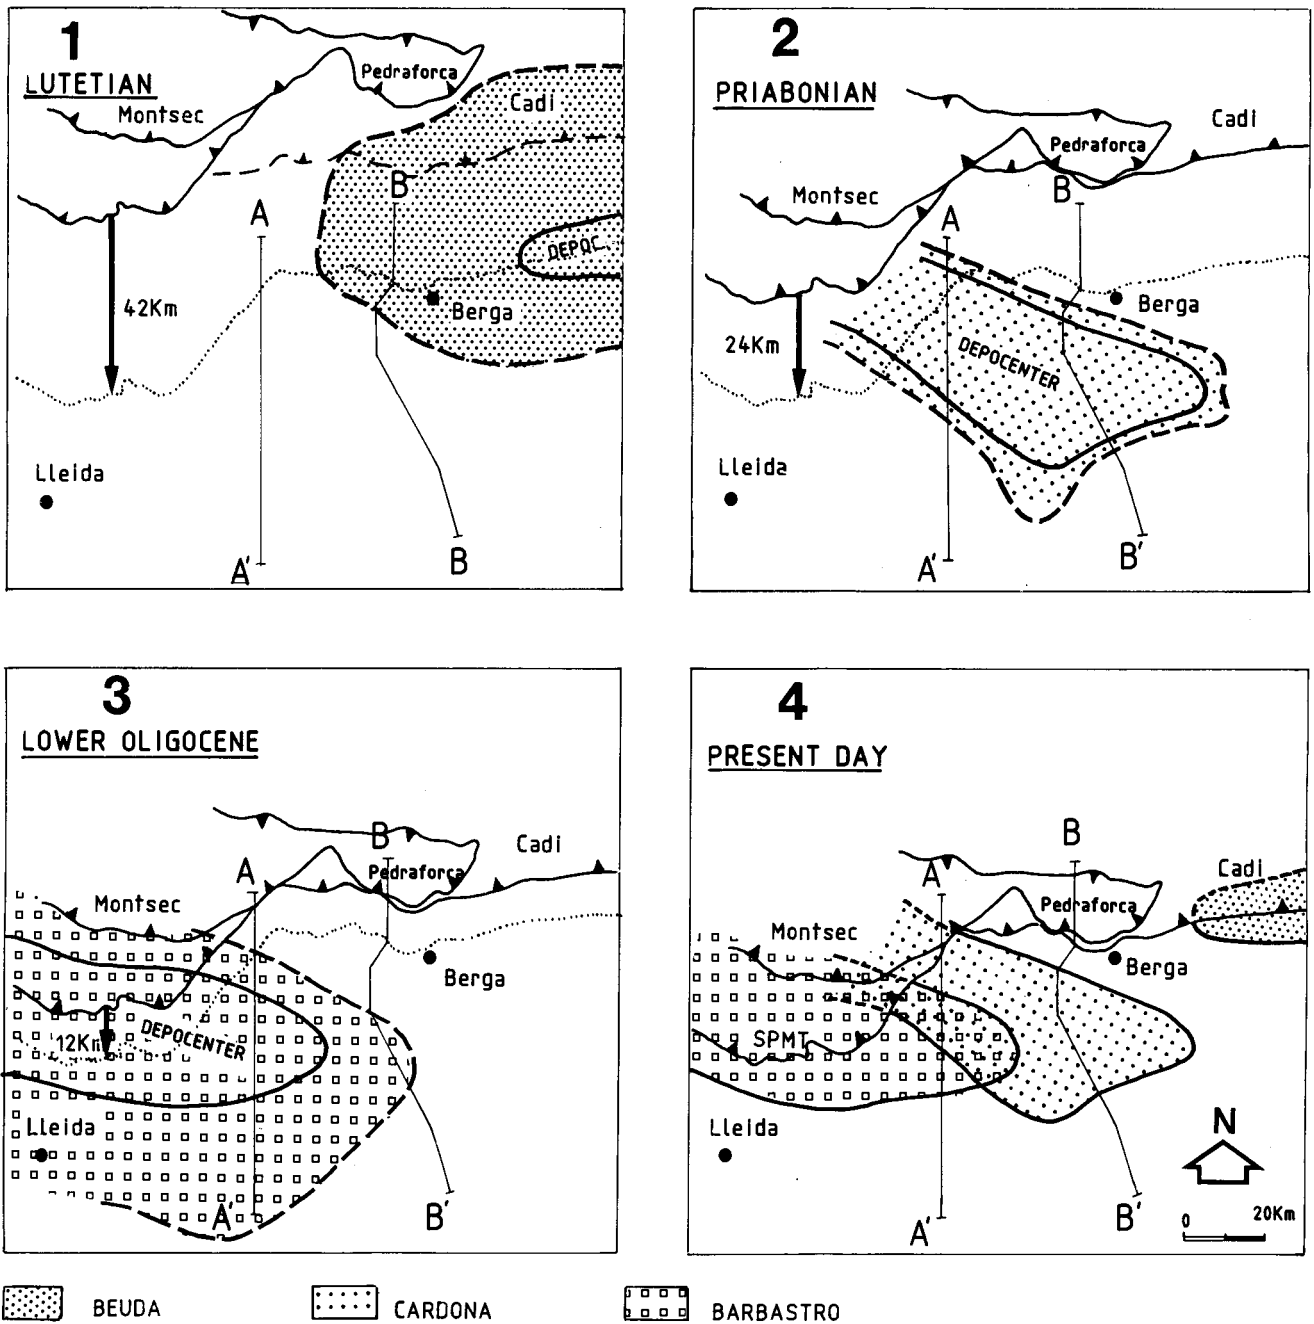 1
LUTETIAN
Montsec
Pedraforca
Cadi
A
B
DEPOC.
42Km
Berga
Lleida
A'
B
2
PRIABONIAN
Montsec
Pedraforca
Cadi
A
B
24Km
Berga
DEPOCENTER
Lleida
A'
B'
3
LOWER OLIGOCENE
Montsec
A
B
Pedraforca
Cadi
12Km
DEPOCENTER
Berga
Lleida
A'
B'
4
PRESENT DAY
Montsec
A
B
Pedraforca
Cadi
Berga
SPMT
Lleida
N
0 20Km
A'
B'
BEUDA CARDONA BARBASTRO